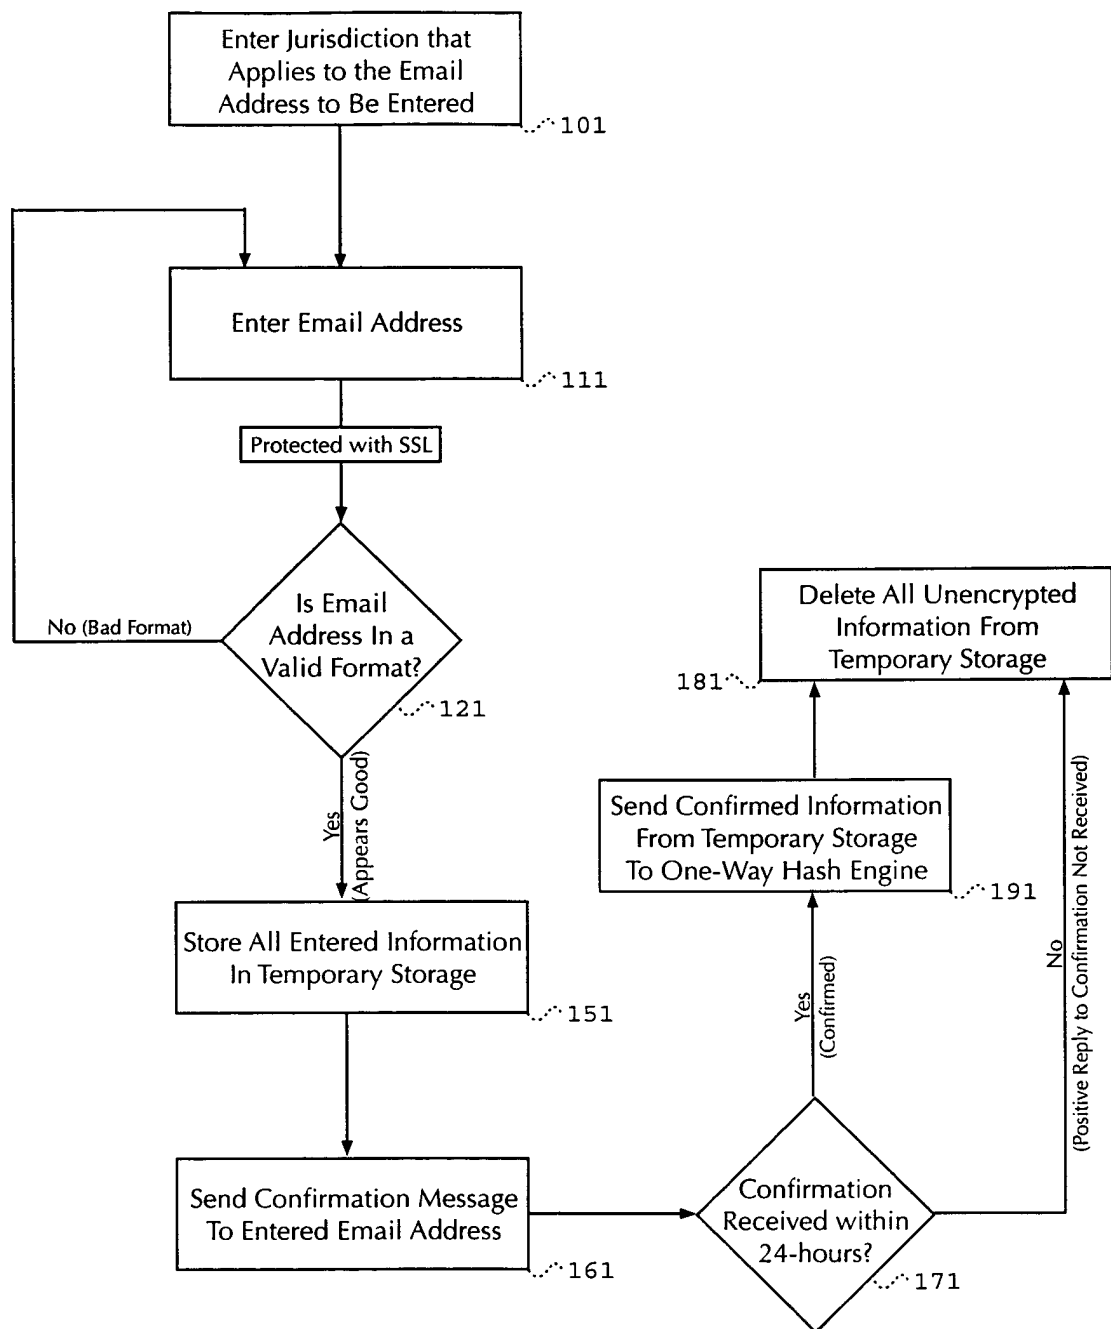 Enter Jurisdiction that
Applies to the Email
Address to Be Entered
101
Enter Email Address
111
Protected with SSL
Is Email
Address In a
Valid Format?
121
No (Bad Format)
Yes
(Appears Good)
Store All Entered Information
In Temporary Storage
151
Send Confirmation Message
To Entered Email Address
161
Confirmation
Received within
24-hours?
171
Yes
(Confirmed)
No
(Positive Reply to Confirmation Not Received)
Send Confirmed Information
From Temporary Storage
To One-Way Hash Engine
191
Delete All Unencrypted
Information From
Temporary Storage
181